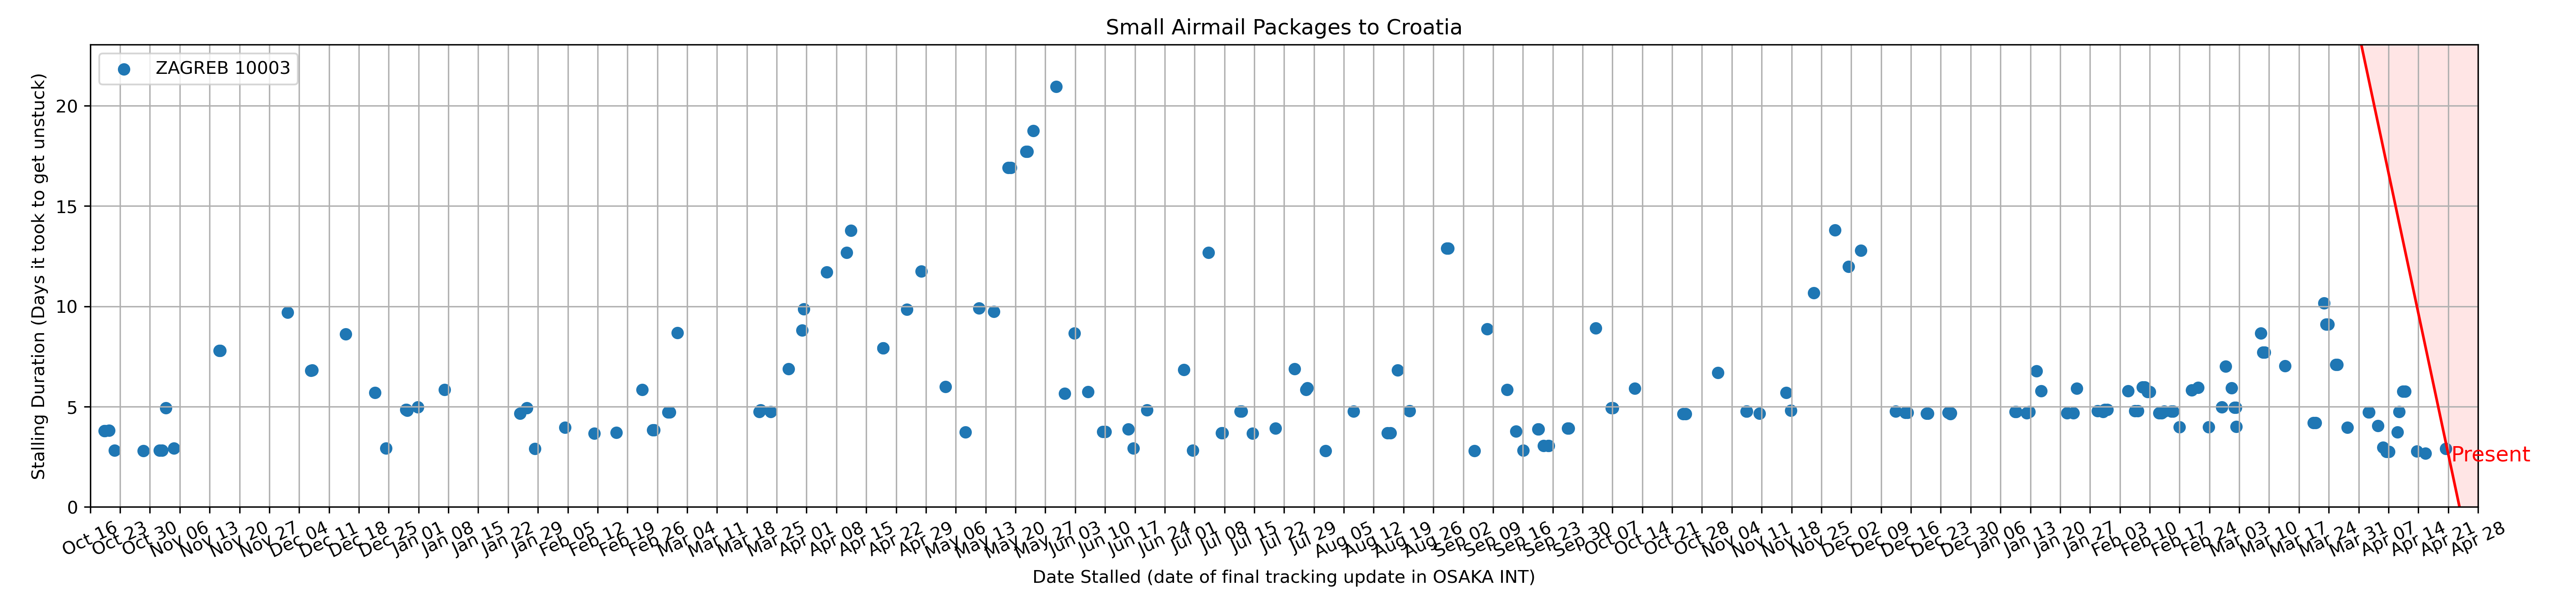 Small Airmail Packages to Croatia
ZAGREB 10003
Stalling Duration (Days it took to get unstuck)
20
15
10
5
0
Present
Oct 16
Oct 23
Oct 30
Nov 06
Nov 13
Nov 20
Nov 27
Dec 04
Dec 11
Dec 18
Dec 25
Jan 01
Jan 08
Jan 15
Jan 22
Jan 29
Feb 05
Feb 12
Feb 19
Feb 26
Mar 04
Mar 11
Mar 18
Mar 25
Apr 01
Apr 08
Apr 15
Apr 22
Apr 29
May 06
May 13
May 20
May 27
Jun 03
Jun 10
Jun 17
Jun 24
Jul 01
Jul 08
Jul 15
Jul 22
Jul 29
Aug 05
Aug 12
Aug 19
Aug 26
Sep 02
Sep 09
Sep 16
Sep 23
Sep 30
Oct 07
Oct 14
Oct 21
Oct 28
Nov 04
Nov 11
Nov 18
Nov 25
Dec 02
Dec 09
Dec 16
Dec 23
Dec 30
Jan 06
Jan 13
Jan 20
Jan 27
Feb 03
Feb 10
Feb 17
Feb 24
Mar 03
Mar 10
Mar 17
Mar 24
Mar 31
Apr 07
Apr 14
Apr 21
Apr 28
Date Stalled (date of final tracking update in OSAKA INT)